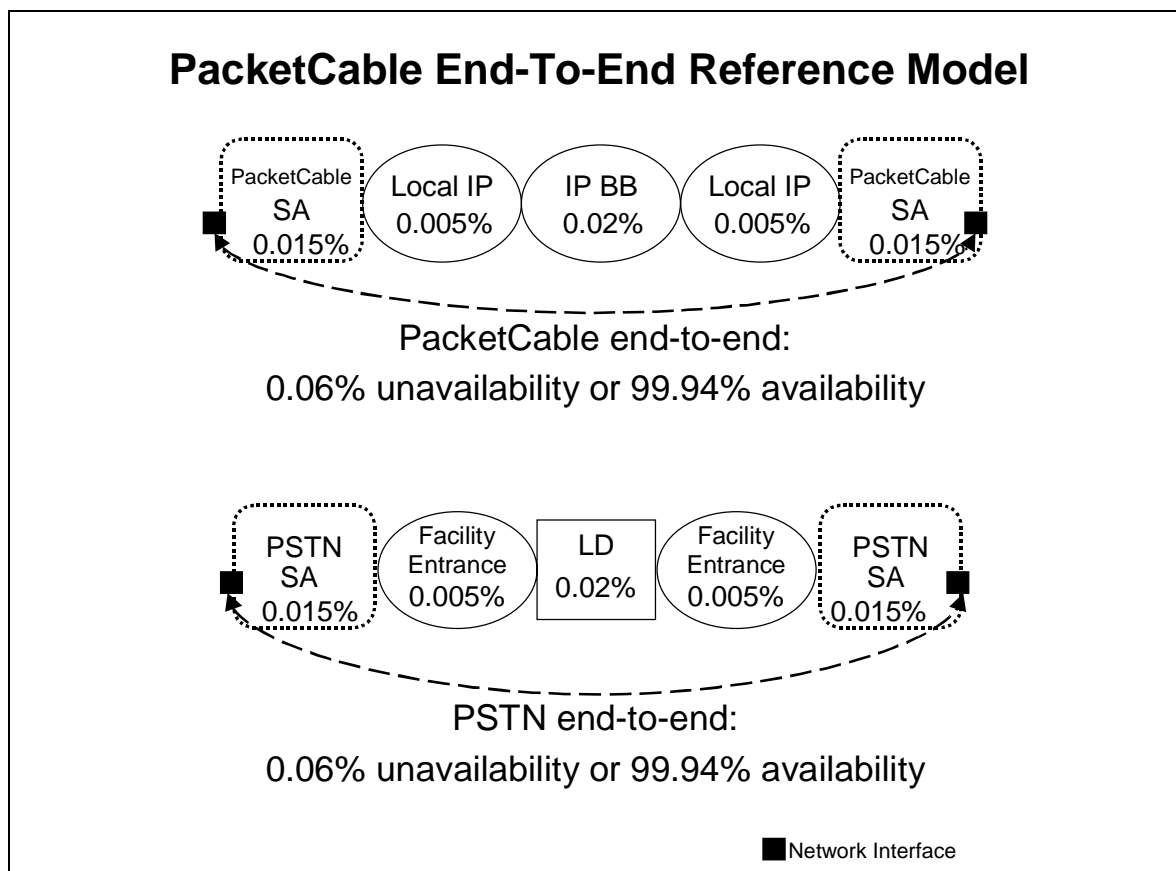 PacketCable End-To-End Reference Model
PacketCable
SA
0.015%
Local IP
0.005%
IP BB
0.02%
Local IP
0.005%
PacketCable
SA
0.015%
PacketCable end-to-end:
0.06% unavailability or 99.94% availability
PSTN
SA
0.015%
Facility
Entrance
0.005%
LD
0.02%
Facility
Entrance
0.005%
PSTN
SA
0.015%
PSTN end-to-end:
0.06% unavailability or 99.94% availability
Network Interface